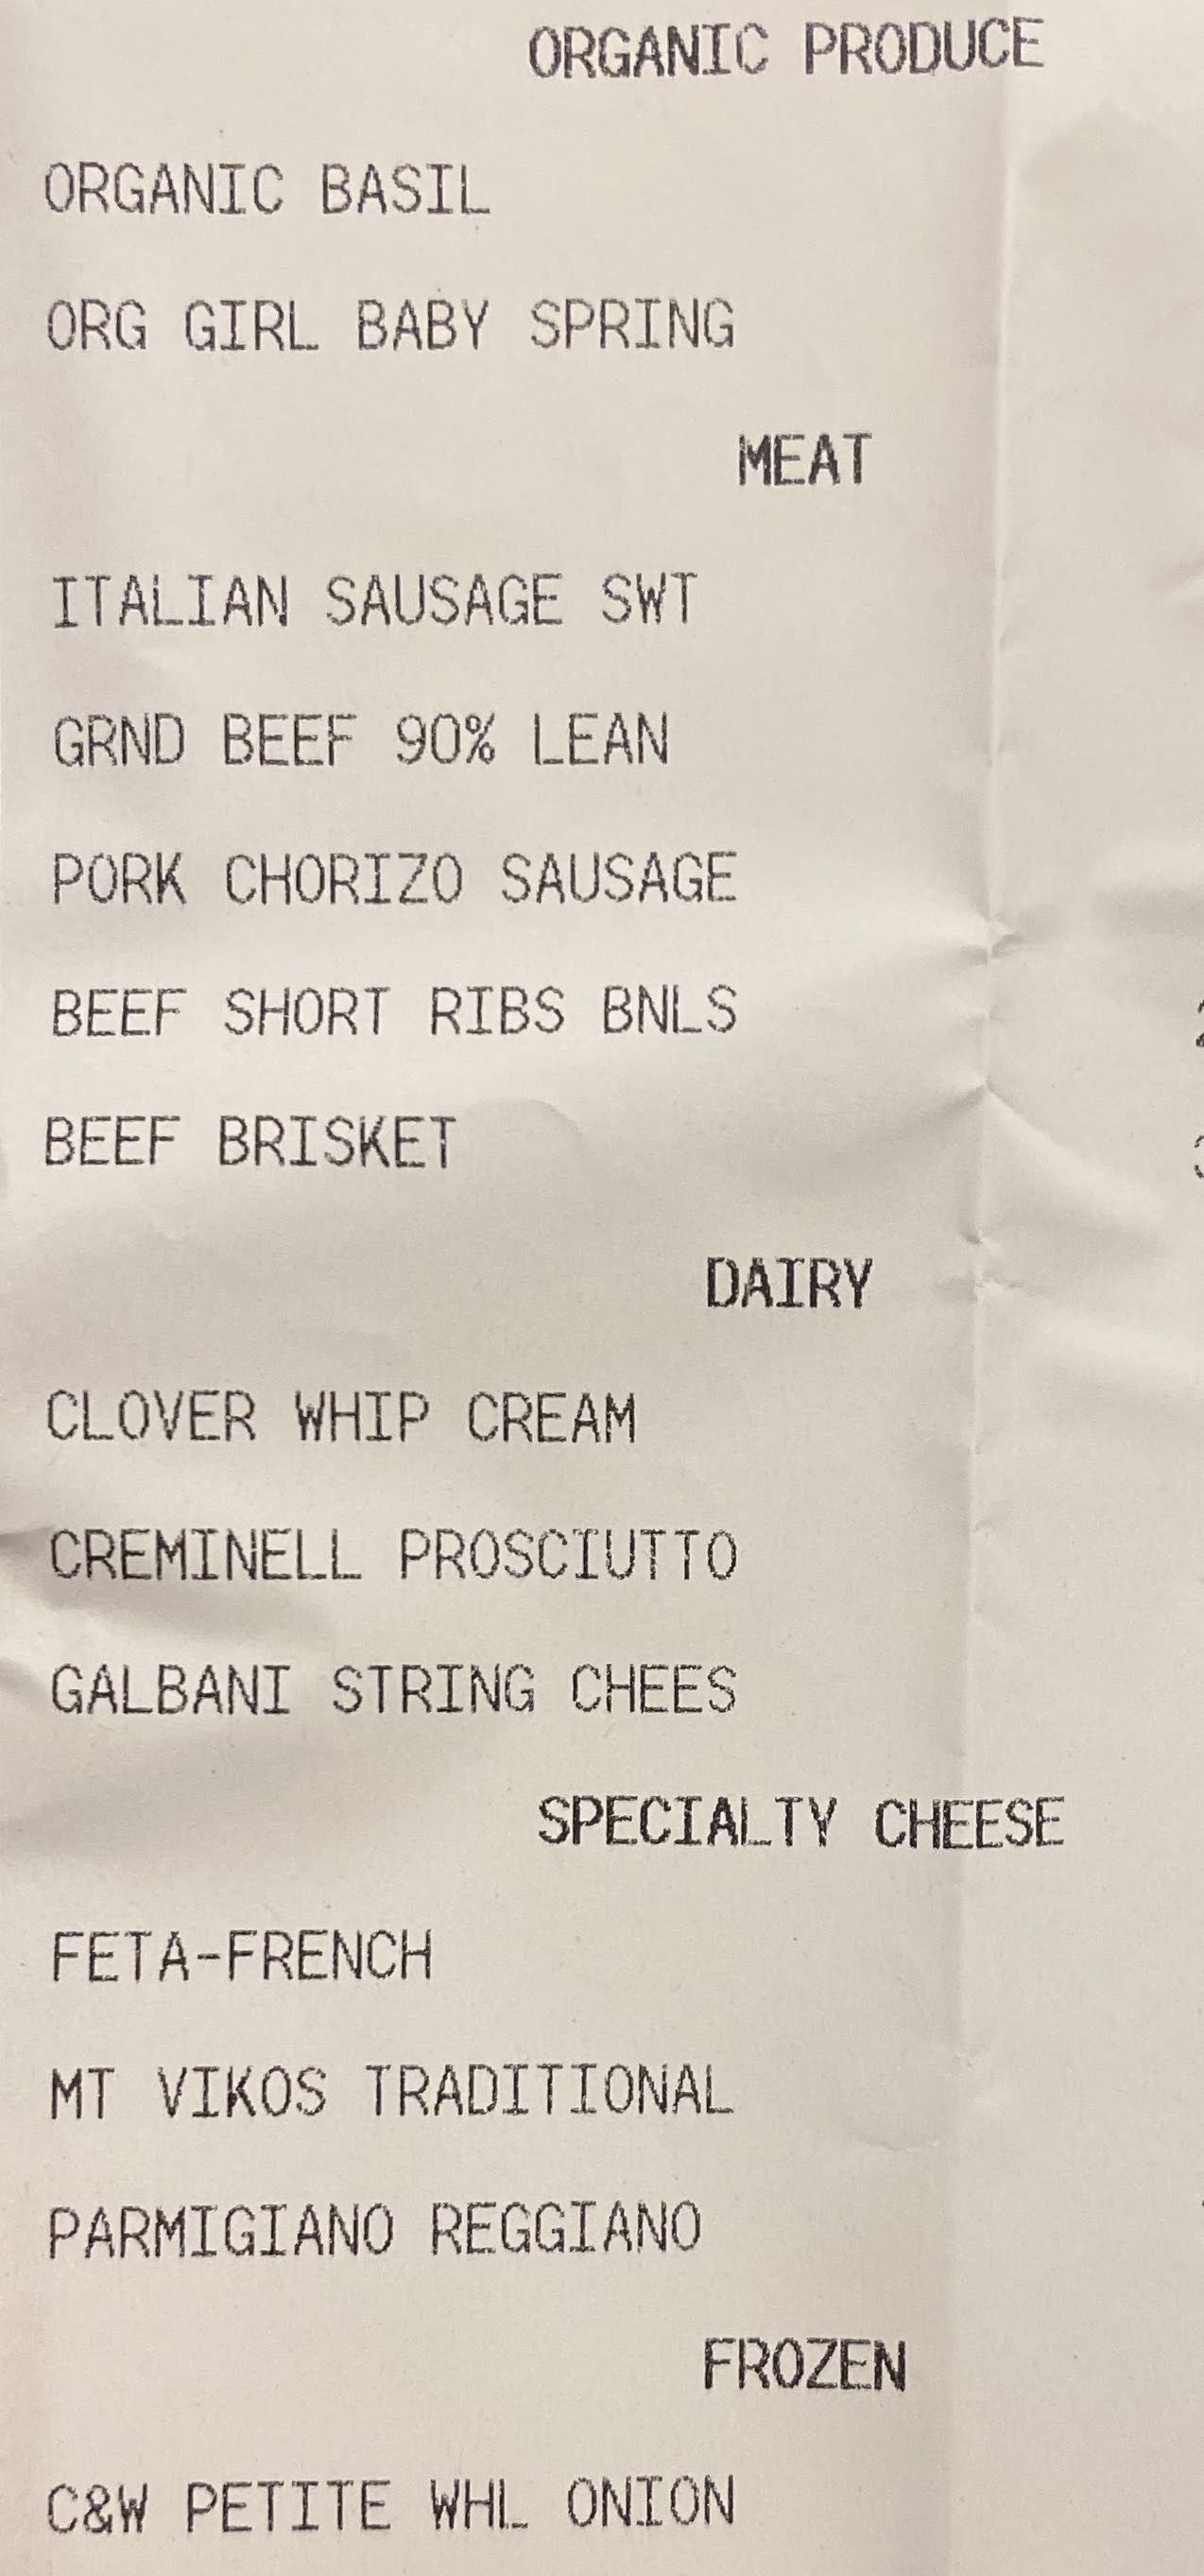 ORGANIC PRODUCE
ORGANIC BASIL
ORG GIRL BABY SPRING
MEAT
ITALIAN SAUSAGE SWT
GRND BEEF 90% LEAN
PORK CHORIZO SAUSAGE
BEEF SHORT RIBS BNLS
BEEF BRISKET
DAIRY
CLOVER WHIP CREAM
CREMINELL PROSCIUTTO
GALBANI STRING CHEES
SPECIALTY CHEESE
FETA-FRENCH
MT VIKOS TRADITIONAL
PARMIGIANO REGGIANO
FROZEN
C&W PETITE WHL ONION